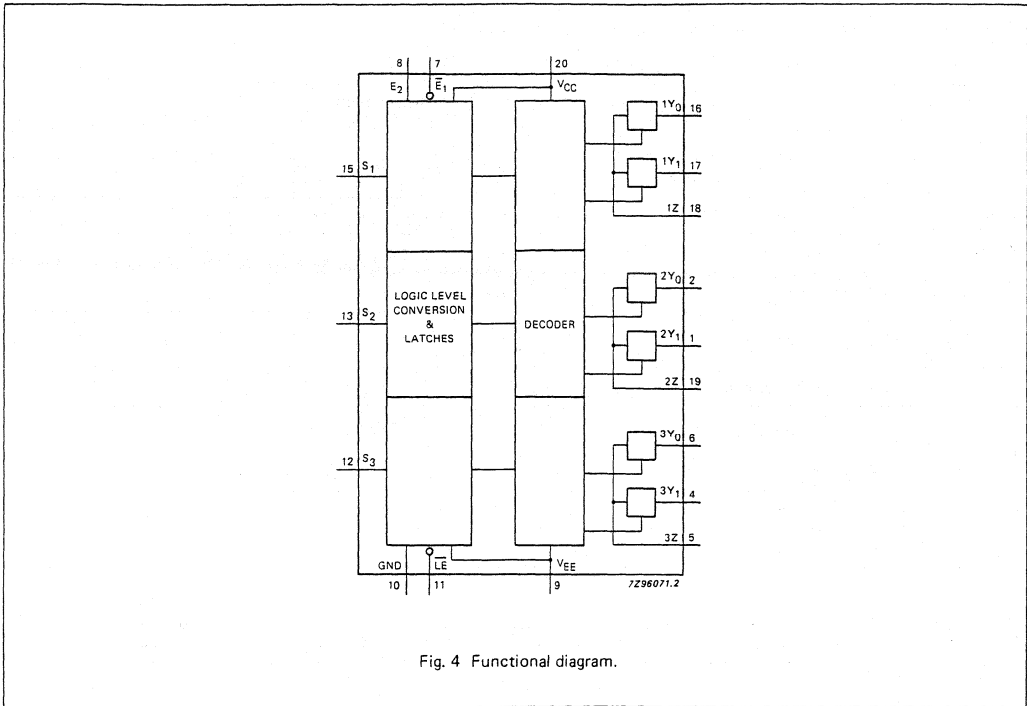 8 7 20
E2 E̅1 VCC
1Y0 16
15 S1
1Y1 17
1Z 18
2Y0 2
LOGIC LEVEL
CONVERSION
&
LATCHES
DECODER
13 S2
2Y1 1
2Z 19
3Y0 6
12 S3
3Y1 4
3Z 5
GND L̅E̅ VEE
10 11 9
7Z96071.2
Fig. 4 Functional diagram.